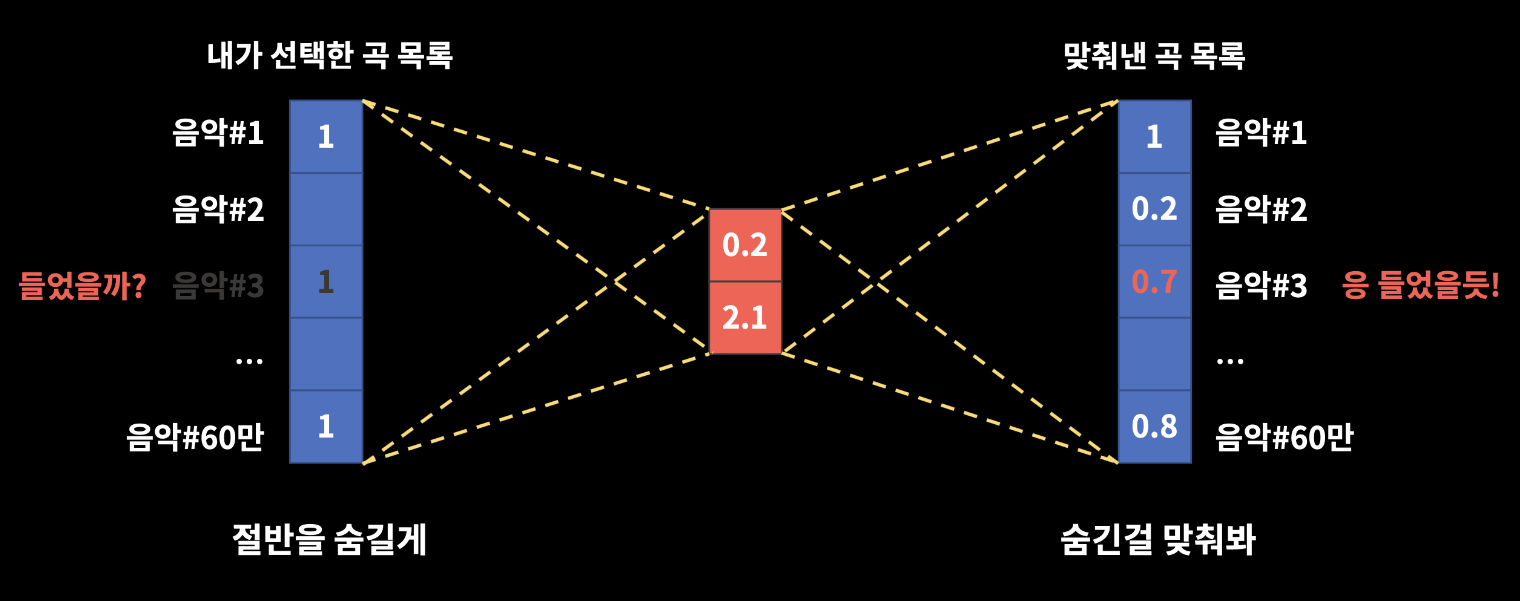 내가 선택한 곡 목록
맞춰낸 곡 목록
음악#1
1
1
음악#1
음악#2
0.2
0.2
음악#2
들었을까?
음악#3
1
2.1
0.7
음악#3
응 들었을듯!
...
...
음악#60만
1
0.8
음악#60만
절반을 숨길게
숨긴걸 맞춰봐